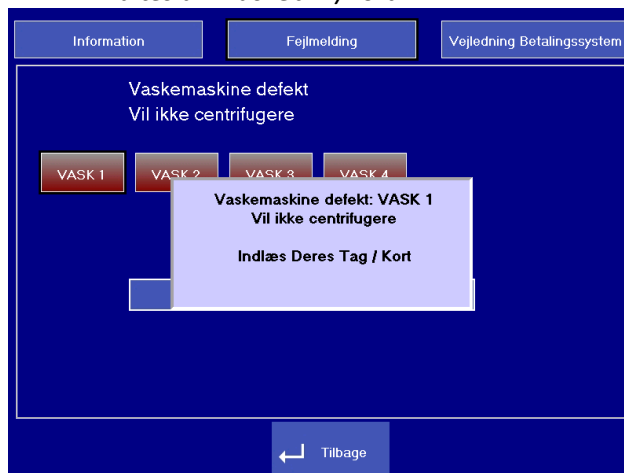 Information
Fejlmelding
Vejledning Betalingssystem
Vaskemaskine defekt
Vil ikke centrifugere
VASK 1
VASK 2
VASK 3
VASK 4
Vaskemaskine defekt: VASK 1
Vil ikke centrifugere
Indlæs Deres Tag / Kort
Tilbage